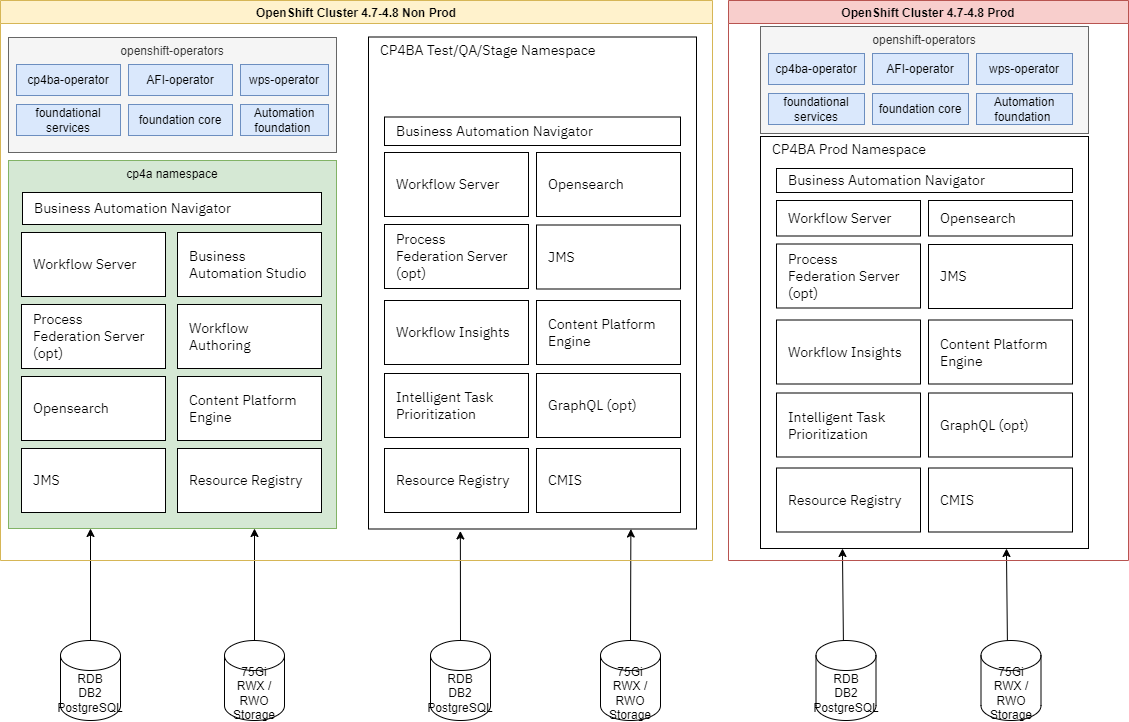 OpenShift Cluster 4.7-4.8 Non Prod
openshift-operators
cp4ba-operator
AFI-operator
wps-operator
foundational
services
foundation core
Automation
foundation
cp4a namespace
Business Automation Navigator
Workflow Server
Business
Automation Studio
Process
Federation Server
(opt)
Workflow
Authoring
Opensearch
Content Platform
Engine
JMS
Resource Registry
CP4BA Test/QA/Stage Namespace
Business Automation Navigator
Workflow Server
Opensearch
Process
Federation Server
(opt)
JMS
Workflow Insights
Content Platform
Engine
Intelligent Task
Prioritization
GraphQL (opt)
Resource Registry
CMIS
OpenShift Cluster 4.7-4.8 Prod
openshift-operators
cp4ba-operator
AFI-operator
wps-operator
foundational
services
foundation core
Automation
foundation
CP4BA Prod Namespace
Business Automation Navigator
Workflow Server
Opensearch
Process
Federation Server
(opt)
JMS
Workflow Insights
Content Platform
Engine
Intelligent Task
Prioritization
GraphQL (opt)
Resource Registry
CMIS
RDB
DB2
PostgreSQL
75Gi
RWX /
RWO
Storage
RDB
DB2
PostgreSQL
75Gi
RWX /
RWO
Storage
RDB
DB2
PostgreSQL
75Gi
RWX /
RWO
Storage